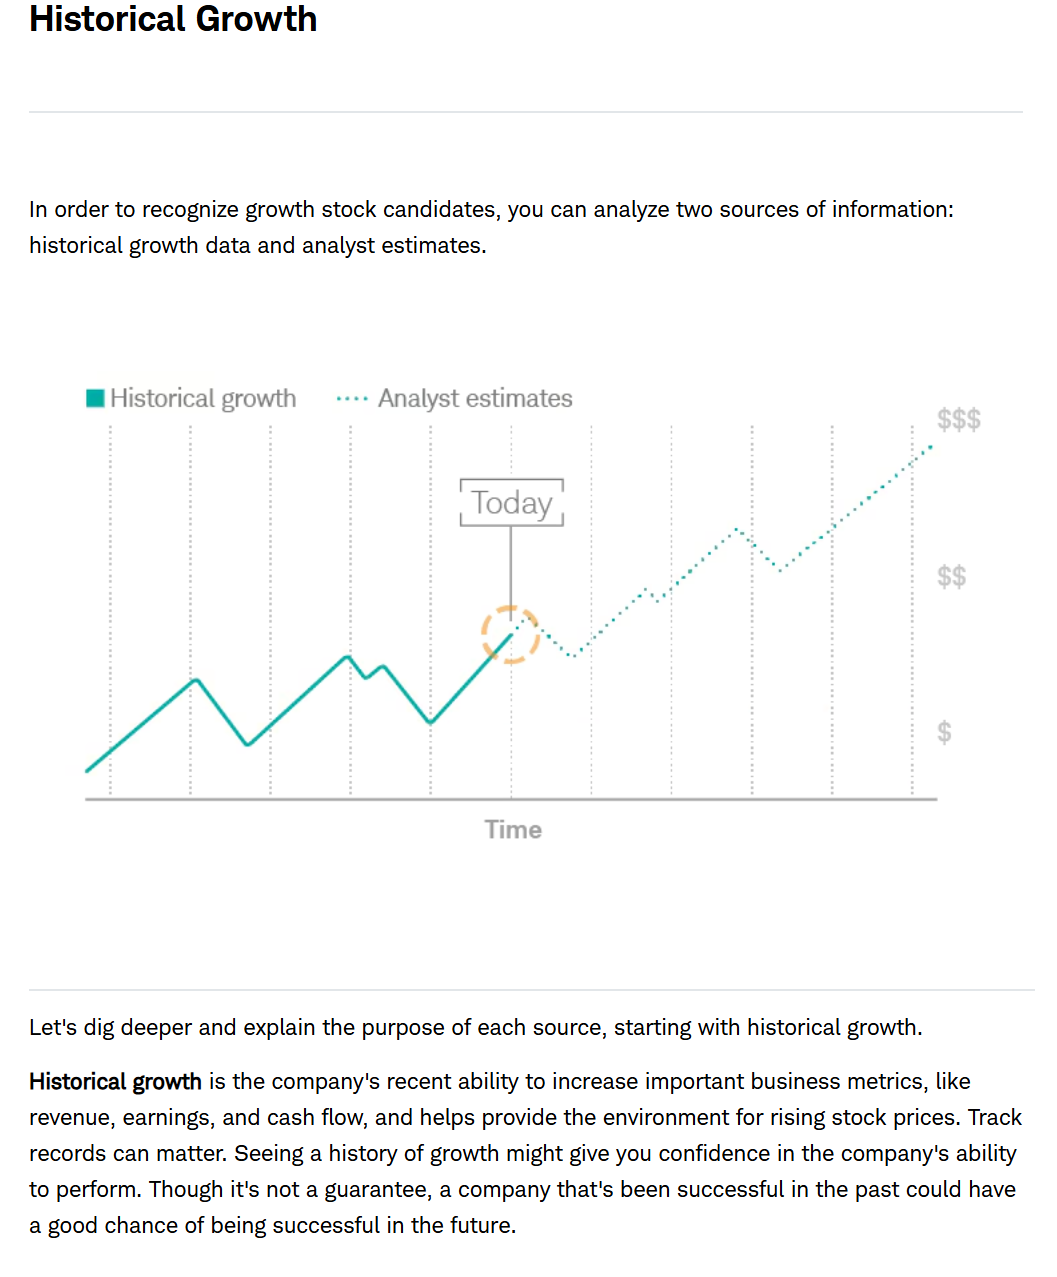 Historical Growth
In order to recognize growth stock candidates, you can analyze two sources of information:
historical growth data and analyst estimates.
Historical growth
Analyst estimates
$$$
Today
$$
$
Time
Let's dig deeper and explain the purpose of each source, starting with historical growth.
Historical growth is the company's recent ability to increase important business metrics, like
revenue, earnings, and cash flow, and helps provide the environment for rising stock prices. Track
records can matter. Seeing a history of growth might give you confidence in the company's ability
to perform. Though it's not a guarantee, a company that's been successful in the past could have
a good chance of being successful in the future.